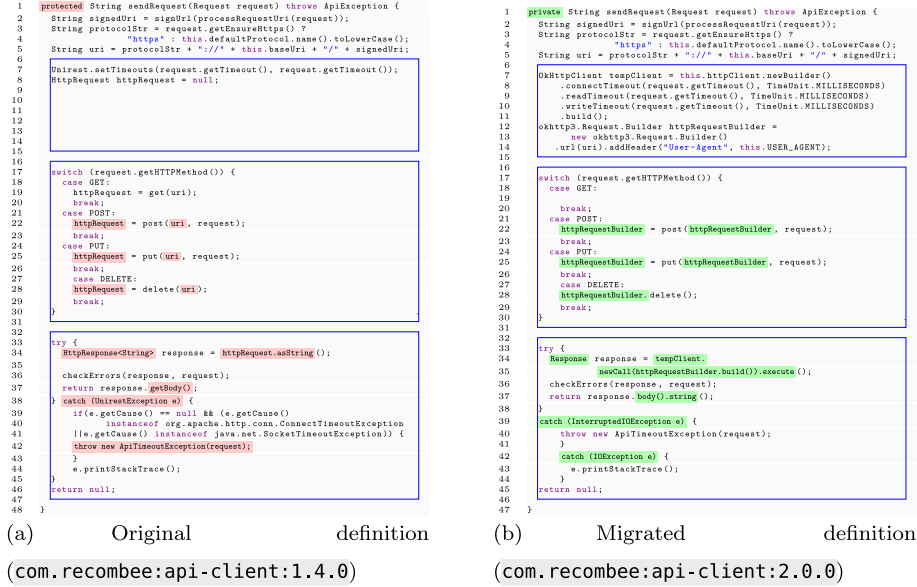 1 protected String sendRequest(Request request) throws ApiException {
2 String signedUri = signUrl(processRequestUri(request));
3 String protocolStr = request.getEnsureHttps() ?
4 "https" : this.defaultProtocol.name().toLowerCase();
5 String uri = protocolStr + "://" + this.baseUri + "/" + signedUri;
6
7 Unirest.setTimeouts(request.getTimeout(), request.getTimeout());
8 HttpRequest httpRequest = null;
9
10
11
12
13
14
15
16
17 switch (request.getHTTPMethod()) {
18 case GET:
19 httpRequest = get(uri);
20 break;
21 case POST:
22 httpRequest = post(uri, request);
23 break;
24 case PUT:
25 httpRequest = put(uri, request);
26 break;
27 case DELETE:
28 httpRequest = delete(uri);
29 break;
30 }
31
32
33 try {
34 HttpResponse<String> response = httpRequest.asString();
35
36 checkErrors(response, request);
37 return response.getBody();
38 } catch (UnirestException e) {
39 if(e.getCause() == null && (e.getCause()
40 instanceof org.apache.http.conn.ConnectTimeoutException
41 ||e.getCause() instanceof java.net.SocketTimeoutException)) {
42 throw new ApiTimeoutException(request);
43 }
44 e.printStackTrace();
45 }
46 return null;
47
48 }
(a) Original definition
(com.recombee:api-client:1.4.0)
1 private String sendRequest(Request request) throws ApiException {
2 String signedUri = signUrl(processRequestUri(request));
3 String protocolStr = request.getEnsureHttps() ?
4 "https" : this.defaultProtocol.name().toLowerCase();
5 String uri = protocolStr + "://" + this.baseUri + "/" + signedUri;
6
7 OkHttpClient tempClient = this.httpClient.newBuilder()
8 .connectTimeout(request.getTimeout(), TimeUnit.MILLISECONDS)
9 .readTimeout(request.getTimeout(), TimeUnit.MILLISECONDS)
10 .writeTimeout(request.getTimeout(), TimeUnit.MILLISECONDS)
11 .build();
12 okhttp3.Request.Builder httpRequestBuilder =
13 new okhttp3.Request.Builder()
14 .url(uri).addHeader("User-Agent", this.USER_AGENT);
15
16
17 switch (request.getHTTPMethod()) {
18 case GET:
19
20 break;
21 case POST:
22 httpRequestBuilder = post(httpRequestBuilder, request);
23 break;
24 case PUT:
25 httpRequestBuilder = put(httpRequestBuilder, request);
26 break;
27 case DELETE:
28 httpRequestBuilder.delete();
29 break;
30 }
31
32
33 try {
34 Response response = tempClient.
35 newCall(httpRequestBuilder.build()).execute();
36 checkErrors(response, request);
37 return response.body().string();
38 }
39 catch (InterruptedIOException e) {
40 throw new ApiTimeoutException(request);
41 }
42 catch (IOException e) {
43 e.printStackTrace();
44 }
45 return null;
46
47 }
(b) Migrated definition
(com.recombee:api-client:2.0.0)